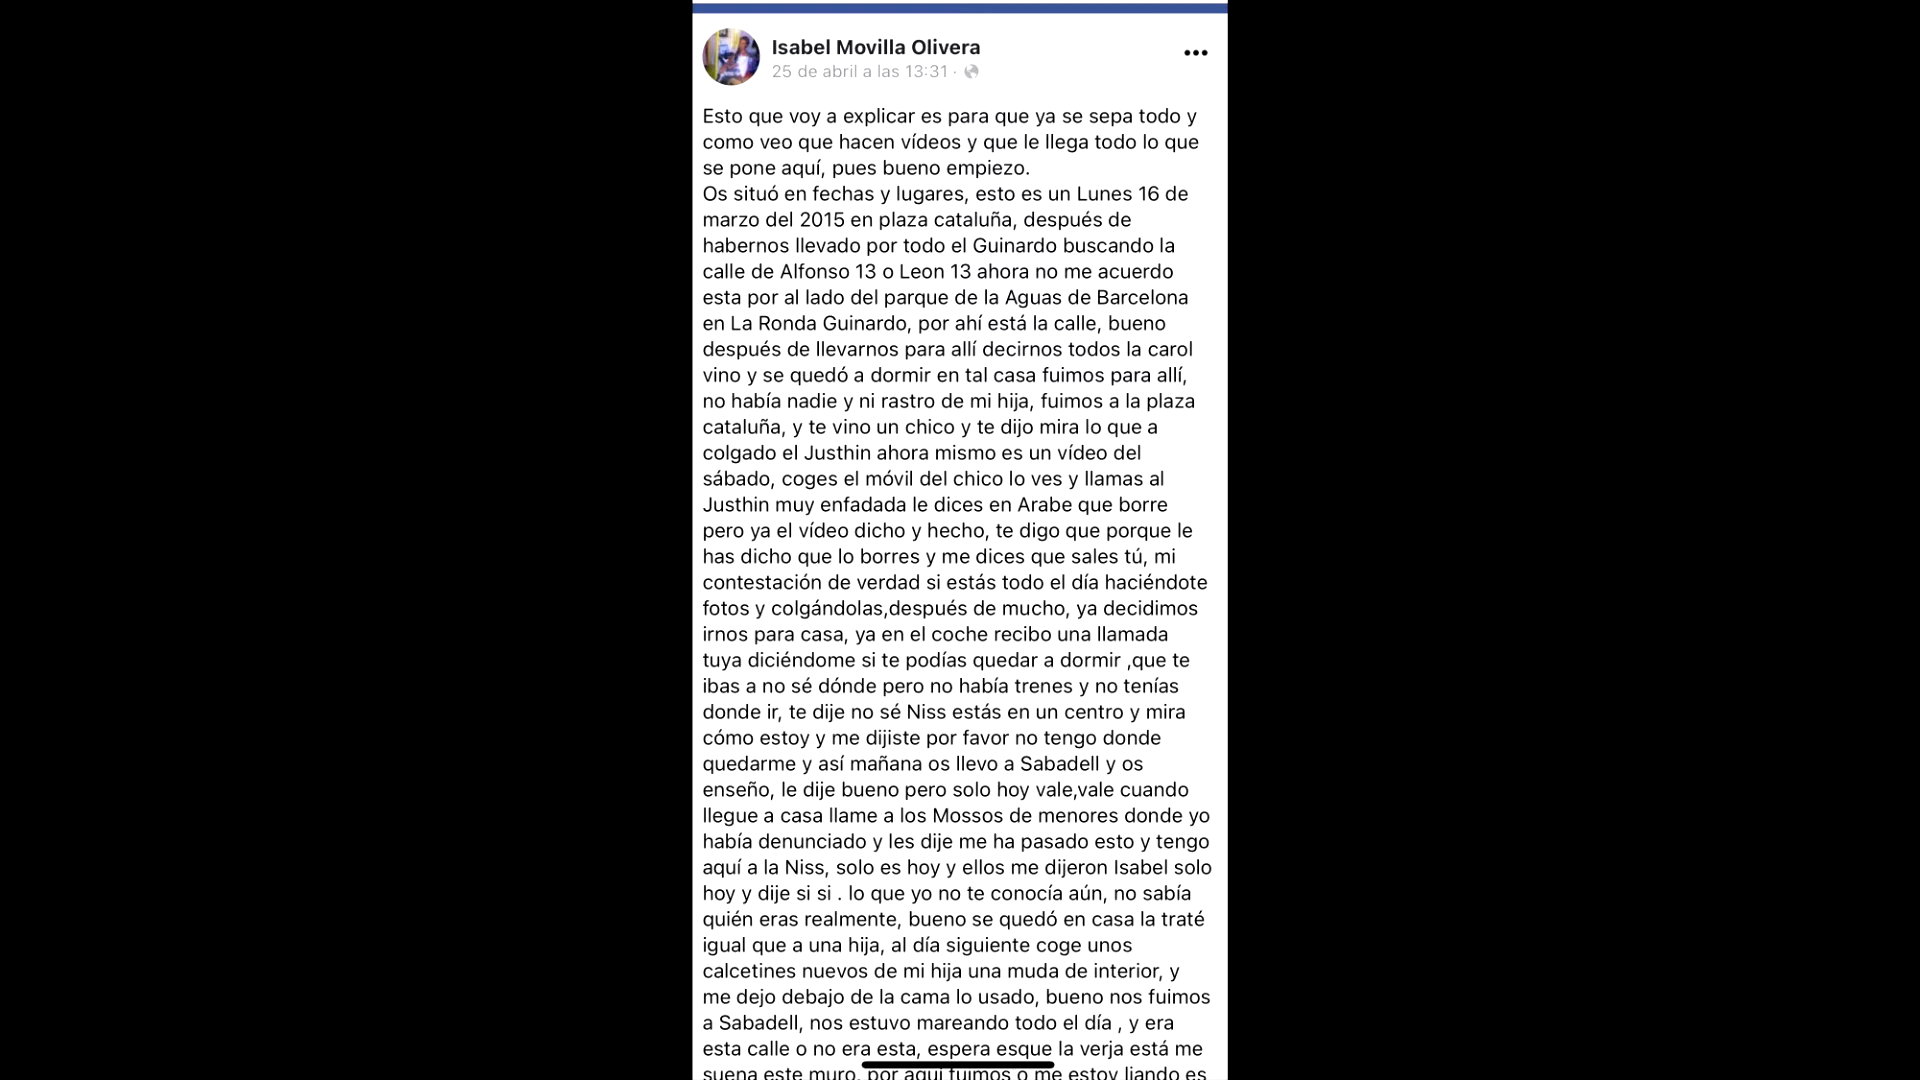 Isabel Movilla Olivera
25 de abril a las 13:31 ·
Esto que voy a explicar es para que ya se sepa todo y
como veo que hacen vídeos y que le llega todo lo que
se pone aquí, pues bueno empiezo.
Os situó en fechas y lugares, esto es un Lunes 16 de
marzo del 2015 en plaza cataluña, después de
habernos llevado por todo el Guinardo buscando la
calle de Alfonso 13 o Leon 13 ahora no me acuerdo
esta por al lado del parque de la Aguas de Barcelona
en La Ronda Guinardo, por ahí está la calle, bueno
después de llevarnos para allí decirnos todos la carol
vino y se quedó a dormir en tal casa fuimos para allí,
no había nadie y ni rastro de mi hija, fuimos a la plaza
cataluña, y te vino un chico y te dijo mira lo que a
colgado el Justhin ahora mismo es un vídeo del
sábado, coges el móvil del chico lo ves y llamas al
Justhin muy enfadada le dices en Arabe que borre
pero ya el vídeo dicho y hecho, te digo que porque le
has dicho que lo borres y me dices que sales tú, mi
contestación de verdad si estás todo el día haciéndote
fotos y colgándolas,después de mucho, ya decidimos
irnos para casa, ya en el coche recibo una llamada
tuya diciéndome si te podías quedar a dormir ,que te
ibas a no sé dónde pero no había trenes y no tenías
donde ir, te dije no sé Niss estás en un centro y mira
cómo estoy y me dijiste por favor no tengo donde
quedarme y así mañana os llevo a Sabadell y os
enseño, le dije bueno pero solo hoy vale,vale cuando
llegue a casa llame a los Mossos de menores donde yo
había denunciado y les dije me ha pasado esto y tengo
aquí a la Niss, solo es hoy y ellos me dijeron Isabel solo
hoy y dije si si . lo que yo no te conocía aún, no sabía
quién eras realmente, bueno se quedó en casa la traté
igual que a una hija, al día siguiente coge unos
calcetines nuevos de mi hija una muda de interior, y
me dejo debajo de la cama lo usado, bueno nos fuimos
a Sabadell, nos estuvo mareando todo el día , y era
esta calle o no era esta, espera esque la verja está me
suena este muro, por aquí fuimos o me estoy liando es